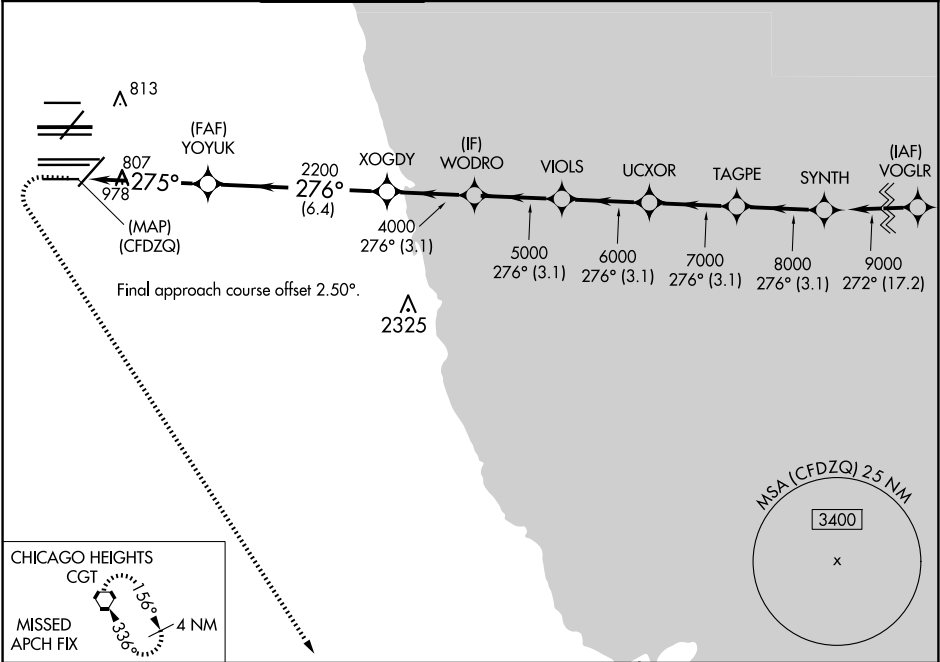 813
(FAF)
YOYUK
807
978
275°
(MAP)
(CFDZQ)
2200
276°
(6.4)
XOGDY
4000
276° (3.1)
(IF)
WODRO
VIOLS
5000
276° (3.1)
UCXOR
6000
276° (3.1)
TAGPE
7000
276° (3.1)
SYNTH
8000
276° (3.1)
(IAF)
VOGLR
9000
272° (17.2)
Final approach course offset 2.50°.
2325
MSA (CFDZQ) 25 NM
3400
x
CHICAGO HEIGHTS
CGT
156°
336°
4 NM
MISSED
APCH FIX